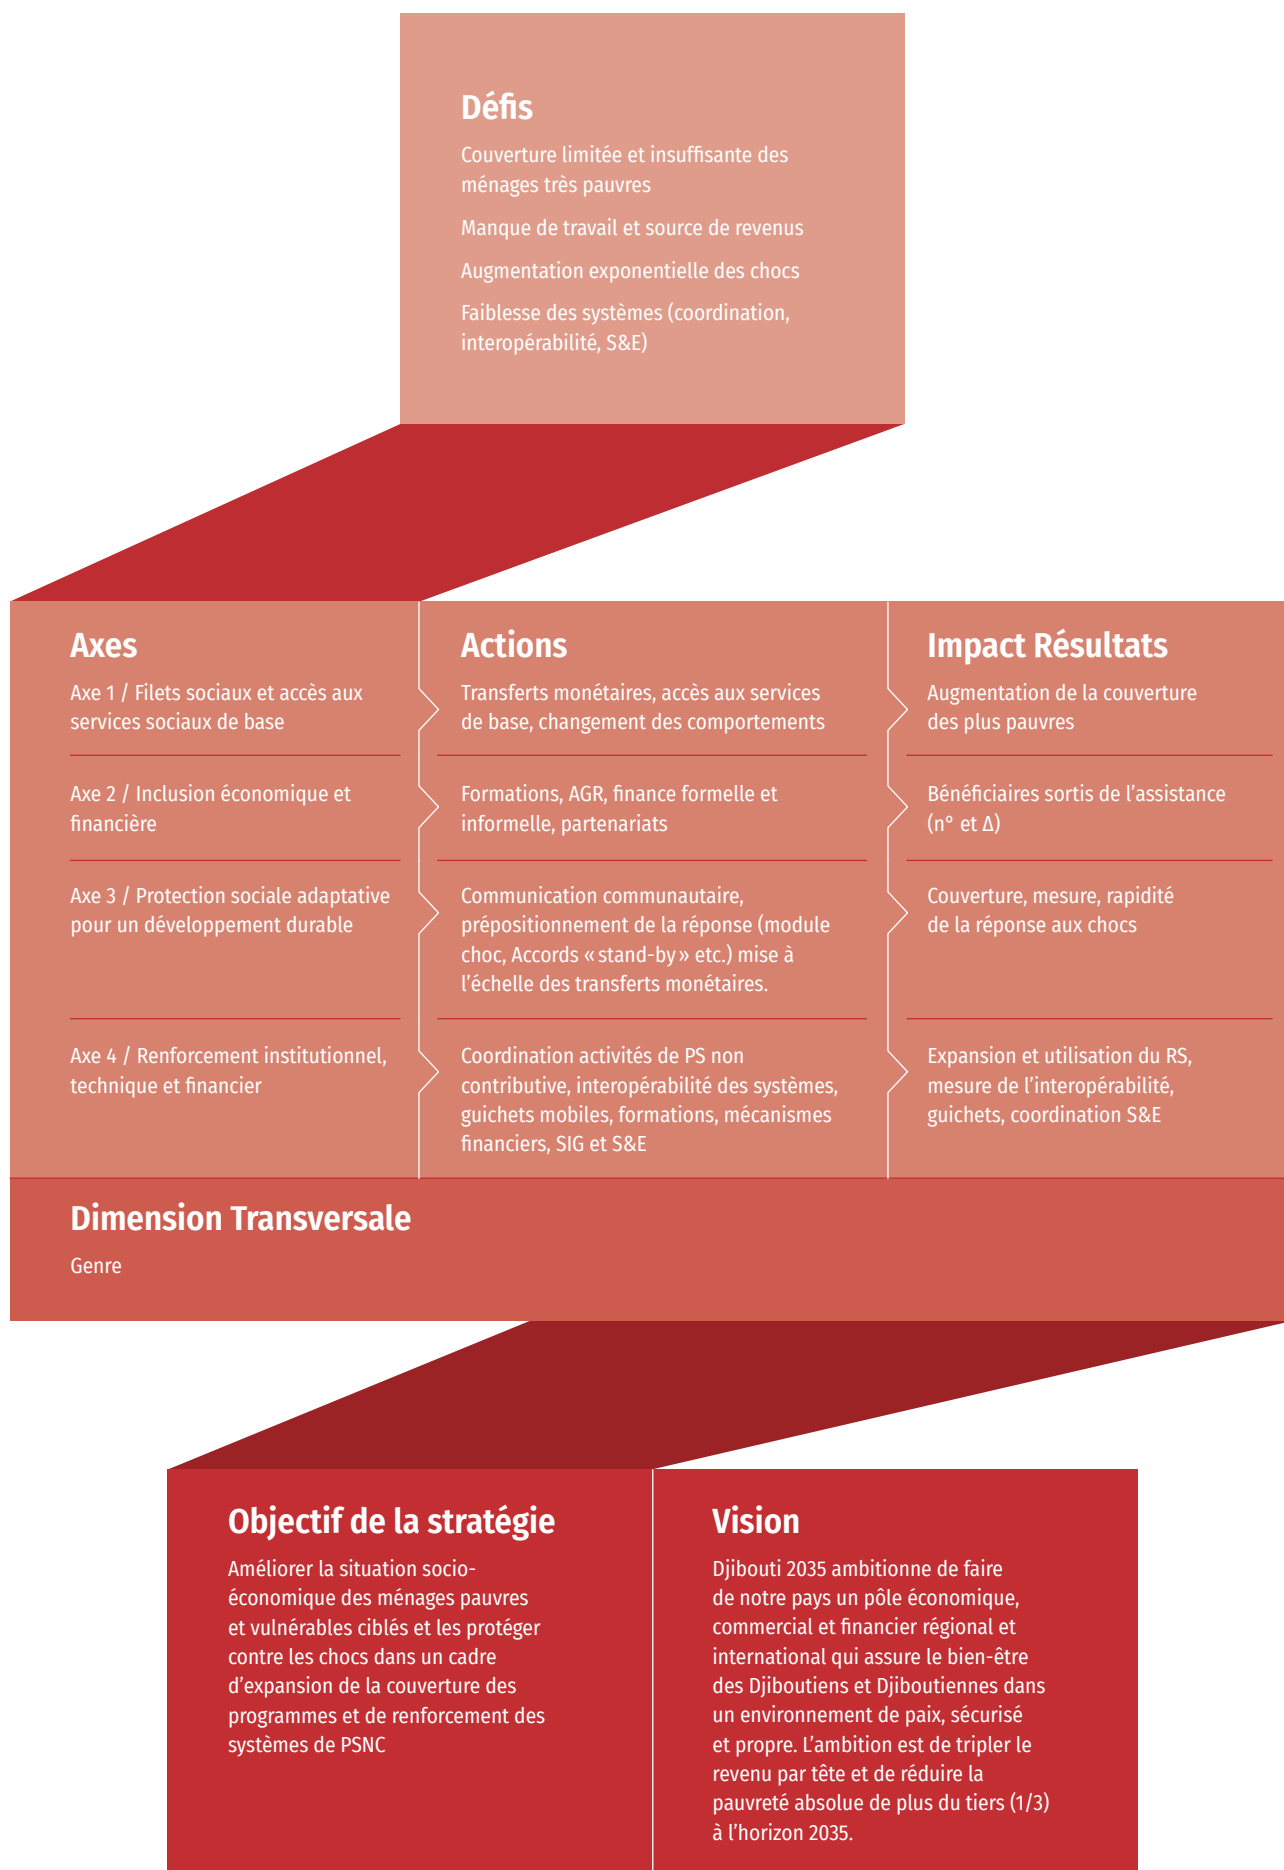 Défis
Couverture limitée et insuffisante des
ménages très pauvres
Manque de travail et source de revenus
Augmentation exponentielle des chocs
Faiblesse des systèmes (coordination,
interopérabilité, S&E)
Axes
Actions
Impact Résultats
Axe 1 / Filets sociaux et accès aux
services sociaux de base
Transferts monétaires, accès aux services
de base, changement des comportements
Augmentation de la couverture
des plus pauvres
Axe 2 / Inclusion économique et
financière
Formations, AGR, finance formelle et
informelle, partenariats
Bénéficiaires sortis de l’assistance
(n° et Δ)
Axe 3 / Protection sociale adaptative
pour un développement durable
Communication communautaire,
prépositionnement de la réponse (module
choc, Accords « stand-by » etc.) mise à
l’échelle des transferts monétaires.
Couverture, mesure, rapidité
de la réponse aux chocs
Axe 4 / Renforcement institutionnel,
technique et financier
Coordination activités de PS non
contributive, interopérabilité des systèmes,
guichets mobiles, formations, mécanismes
financiers, SIG et S&E
Expansion et utilisation du RS,
mesure de l’interopérabilité,
guichets, coordination S&E
Dimension Transversale
Genre
Objectif de la stratégie
Améliorer la situation socio-
économique des ménages pauvres
et vulnérables ciblés et les protéger
contre les chocs dans un cadre
d’expansion de la couverture des
programmes et de renforcement des
systèmes de PSNC
Vision
Djibouti 2035 ambitionne de faire
de notre pays un pôle économique,
commercial et financier régional et
international qui assure le bien-être
des Djiboutiens et Djiboutiennes dans
un environnement de paix, sécurisé
et propre. L’ambition est de tripler le
revenu par tête et de réduire la
pauvreté absolue de plus du tiers (1/3)
à l’horizon 2035.